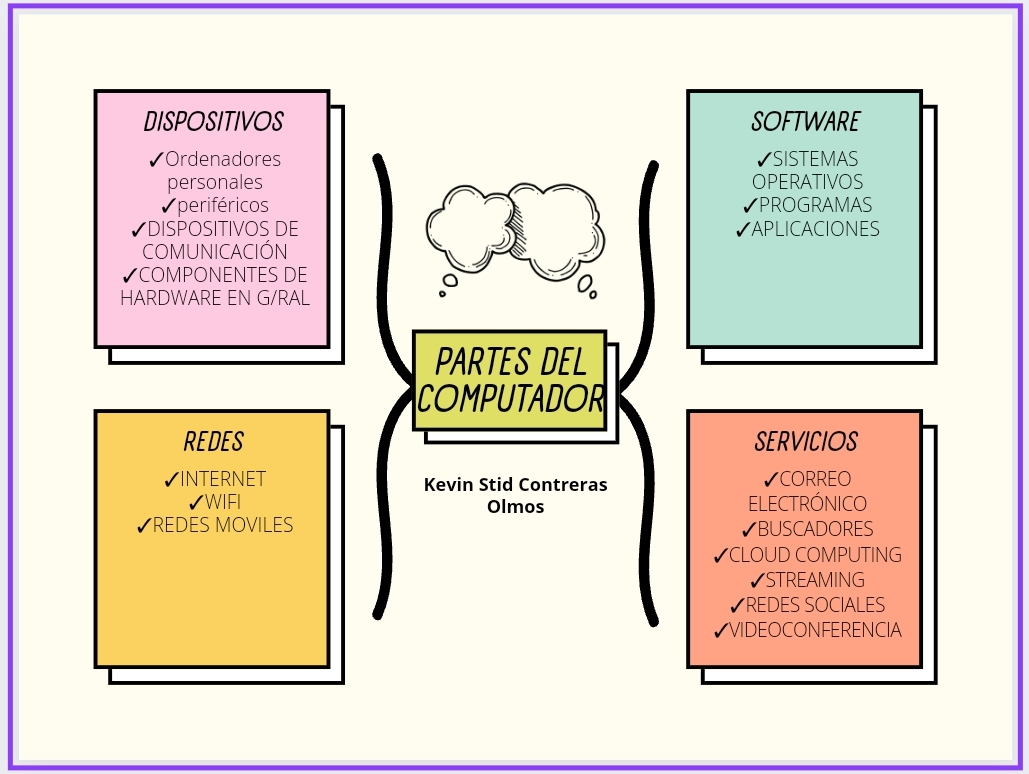 DISPOSITIVOS
✓Ordenadores
personales
✓periféricos
✓DISPOSITIVOS DE
COMUNICACIÓN
✓COMPONENTES DE
HARDWARE EN G/RAL
SOFTWARE
✓SISTEMAS
OPERATIVOS
✓PROGRAMAS
✓APLICACIONES
PARTES DEL
COMPUTADOR
Kevin Stid Contreras
Olmos
REDES
✓INTERNET
✓WIFI
✓REDES MOVILES
SERVICIOS
✓CORREO
ELECTRÓNICO
✓BUSCADORES
✓CLOUD COMPUTING
✓STREAMING
✓REDES SOCIALES
✓VIDEOCONFERENCIA